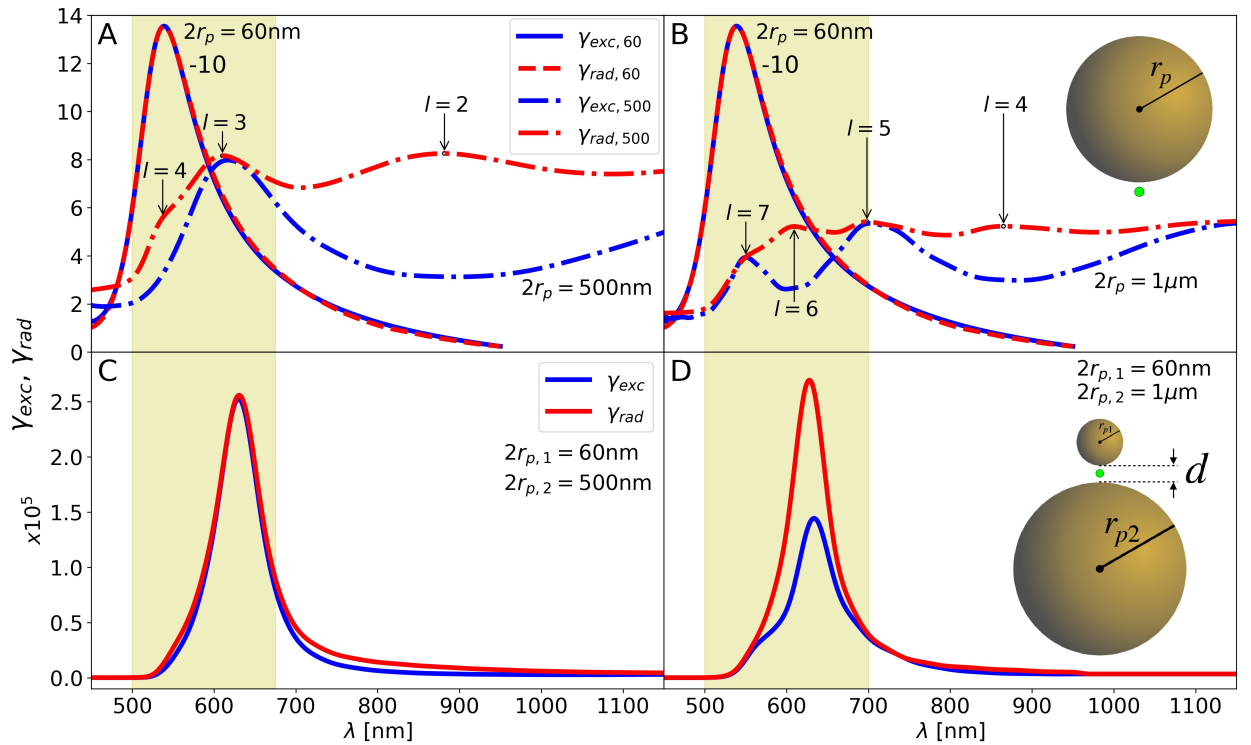 A
2r_p = 60nm
-10
l = 4
l = 3
l = 2
2r_p = 500nm
γ_exc, 60
γ_rad, 60
γ_exc, 500
γ_rad, 500
14
12
10
8
6
4
2
0
B
2r_p = 60nm
-10
l = 7
l = 6
l = 5
l = 4
2r_p = 1μm
r_p
γ_exc, γ_rad
x10^5
C
γ_exc
γ_rad
2r_p,1 = 60nm
2r_p,2 = 500nm
2.5
2.0
1.5
1.0
0.5
0.0
D
2r_p,1 = 60nm
2r_p,2 = 1μm
r_p1
d
r_p2
500 600 700 800 900 1000 1100
λ [nm]
500 600 700 800 900 1000 1100
λ [nm]